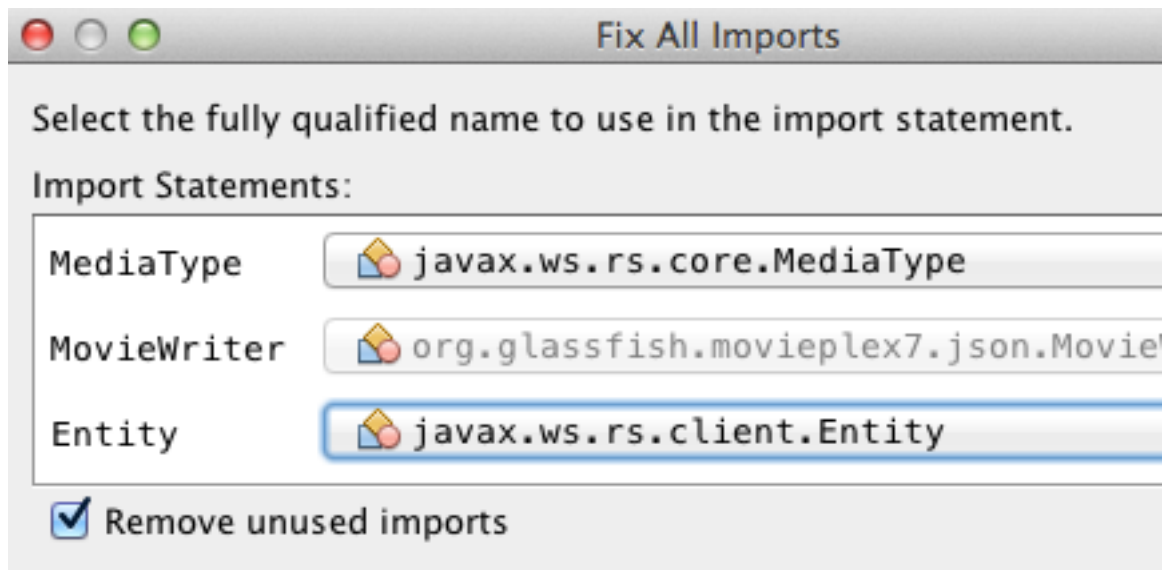 Fix All Imports
Select the fully qualified name to use in the import statement.
Import Statements:
MediaType javax.ws.rs.core.MediaType
MovieWriter org.glassfish.movieplex7.json.Movie
Entity javax.ws.rs.client.Entity
Remove unused imports